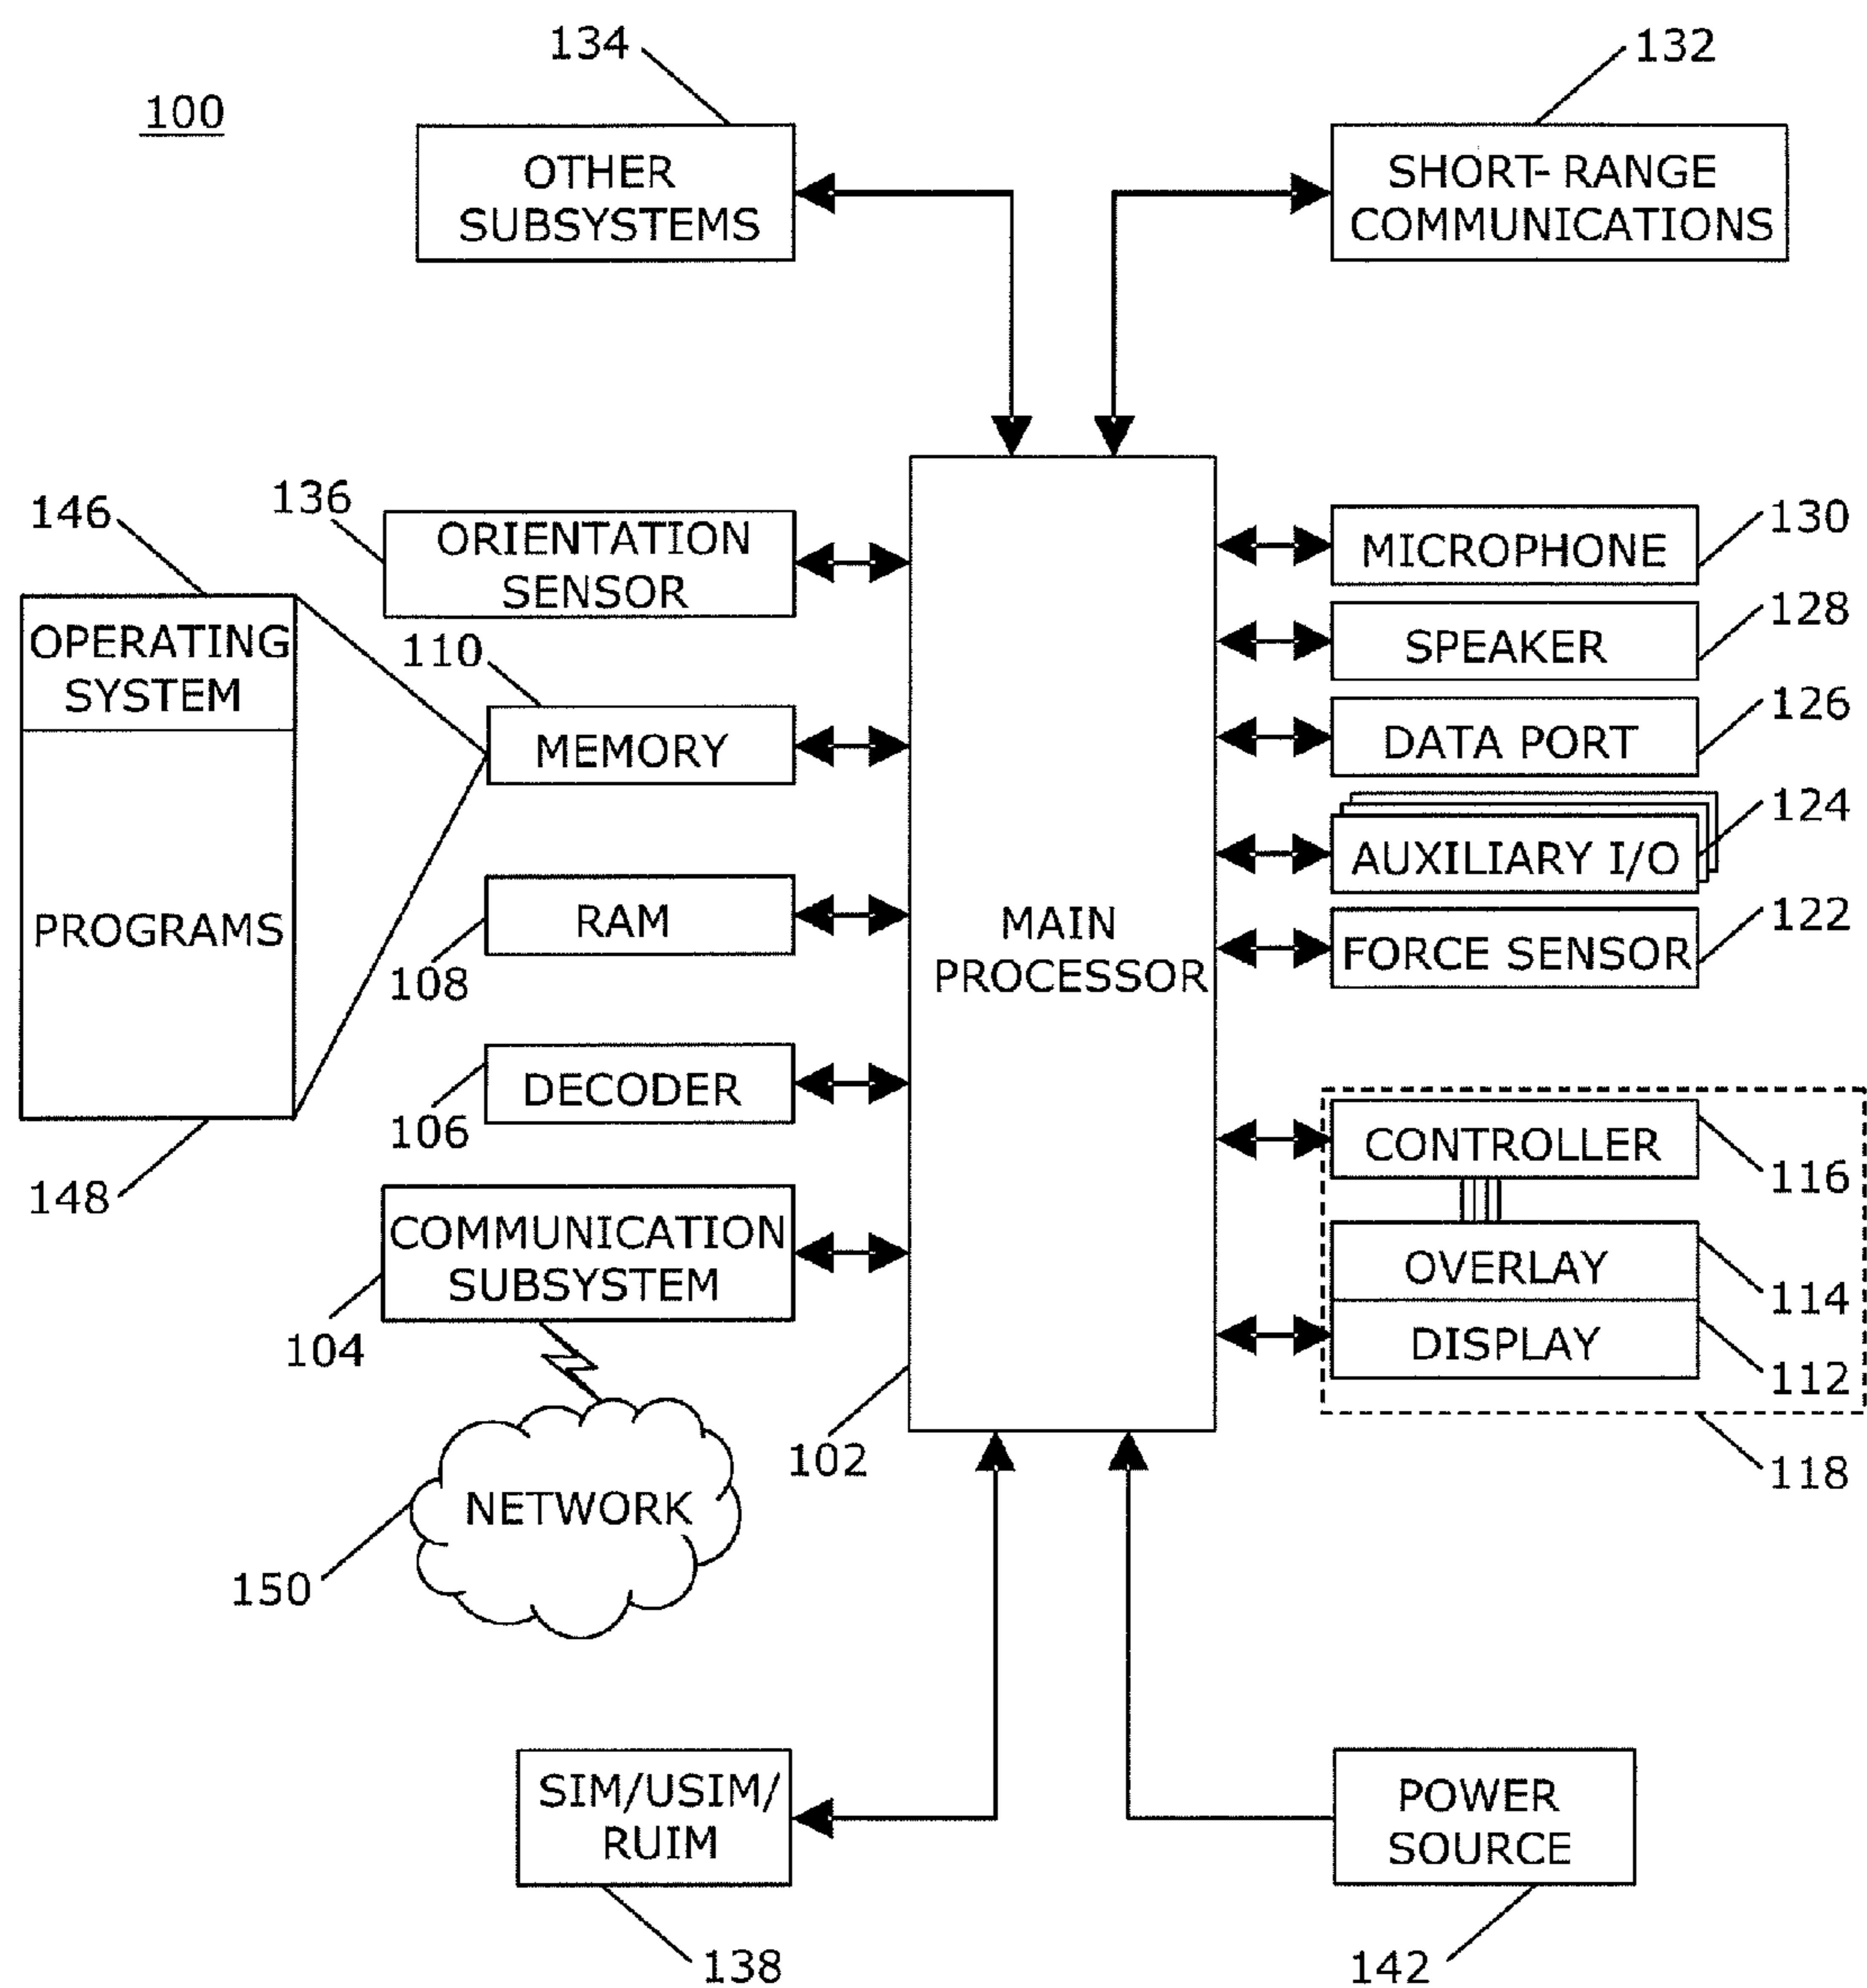 134
132
100
OTHER
SUBSYSTEMS
SHORT- RANGE
COMMUNICATIONS
146
136
ORIENTATION
SENSOR
MICROPHONE
130
OPERATING
SYSTEM
110
SPEAKER
128
MEMORY
DATA PORT
126
PROGRAMS
RAM
108
MAIN
PROCESSOR
AUXILIARY I/O
124
FORCE SENSOR
122
DECODER
106
CONTROLLER
116
148
COMMUNICATION
SUBSYSTEM
104
OVERLAY
114
DISPLAY
112
102
118
NETWORK
150
SIM/USIM/
RUIM
POWER
SOURCE
138
142